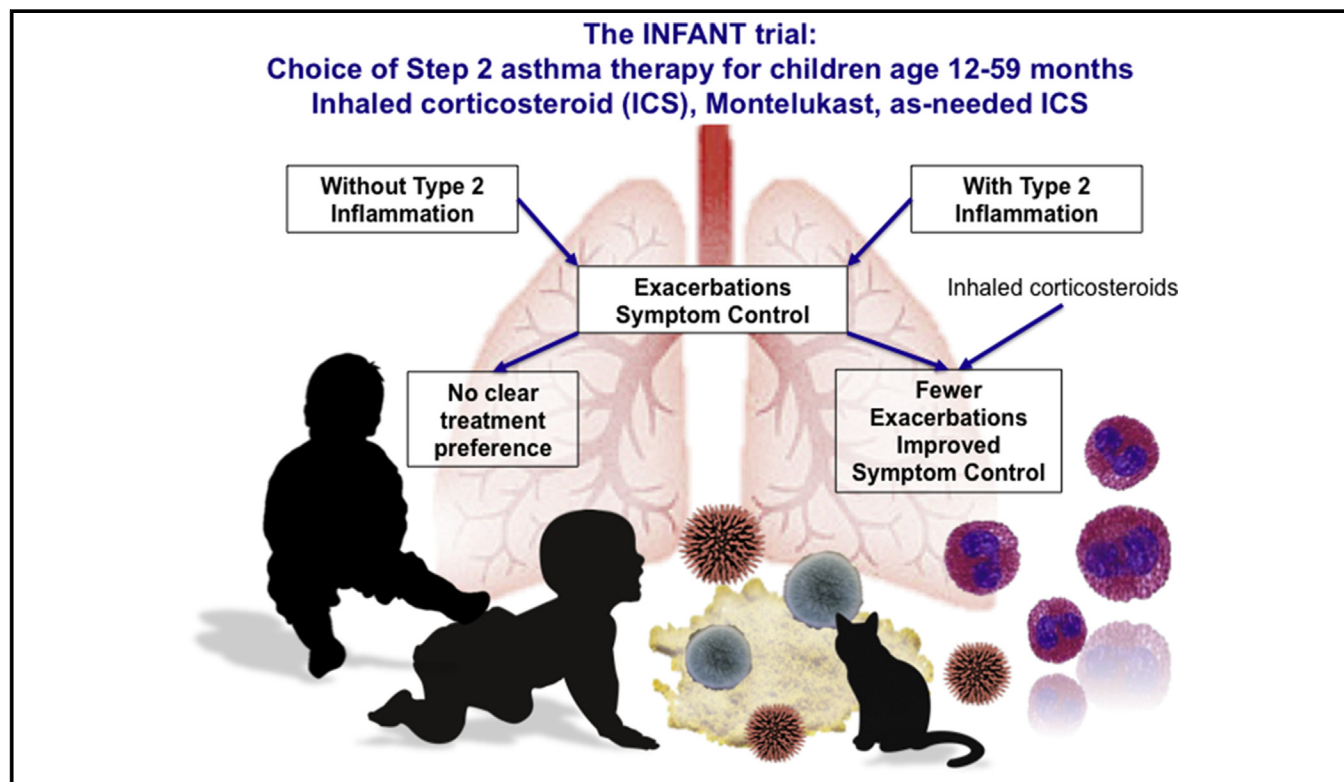 The INFANT trial:
Choice of Step 2 asthma therapy for children age 12-59 months
Inhaled corticosteroid (ICS), Montelukast, as-needed ICS
Without Type 2
Inflammation
With Type 2
Inflammation
Exacerbations
Symptom Control
Inhaled corticosteroids
No clear
treatment
preference
Fewer
Exacerbations
Improved
Symptom Control